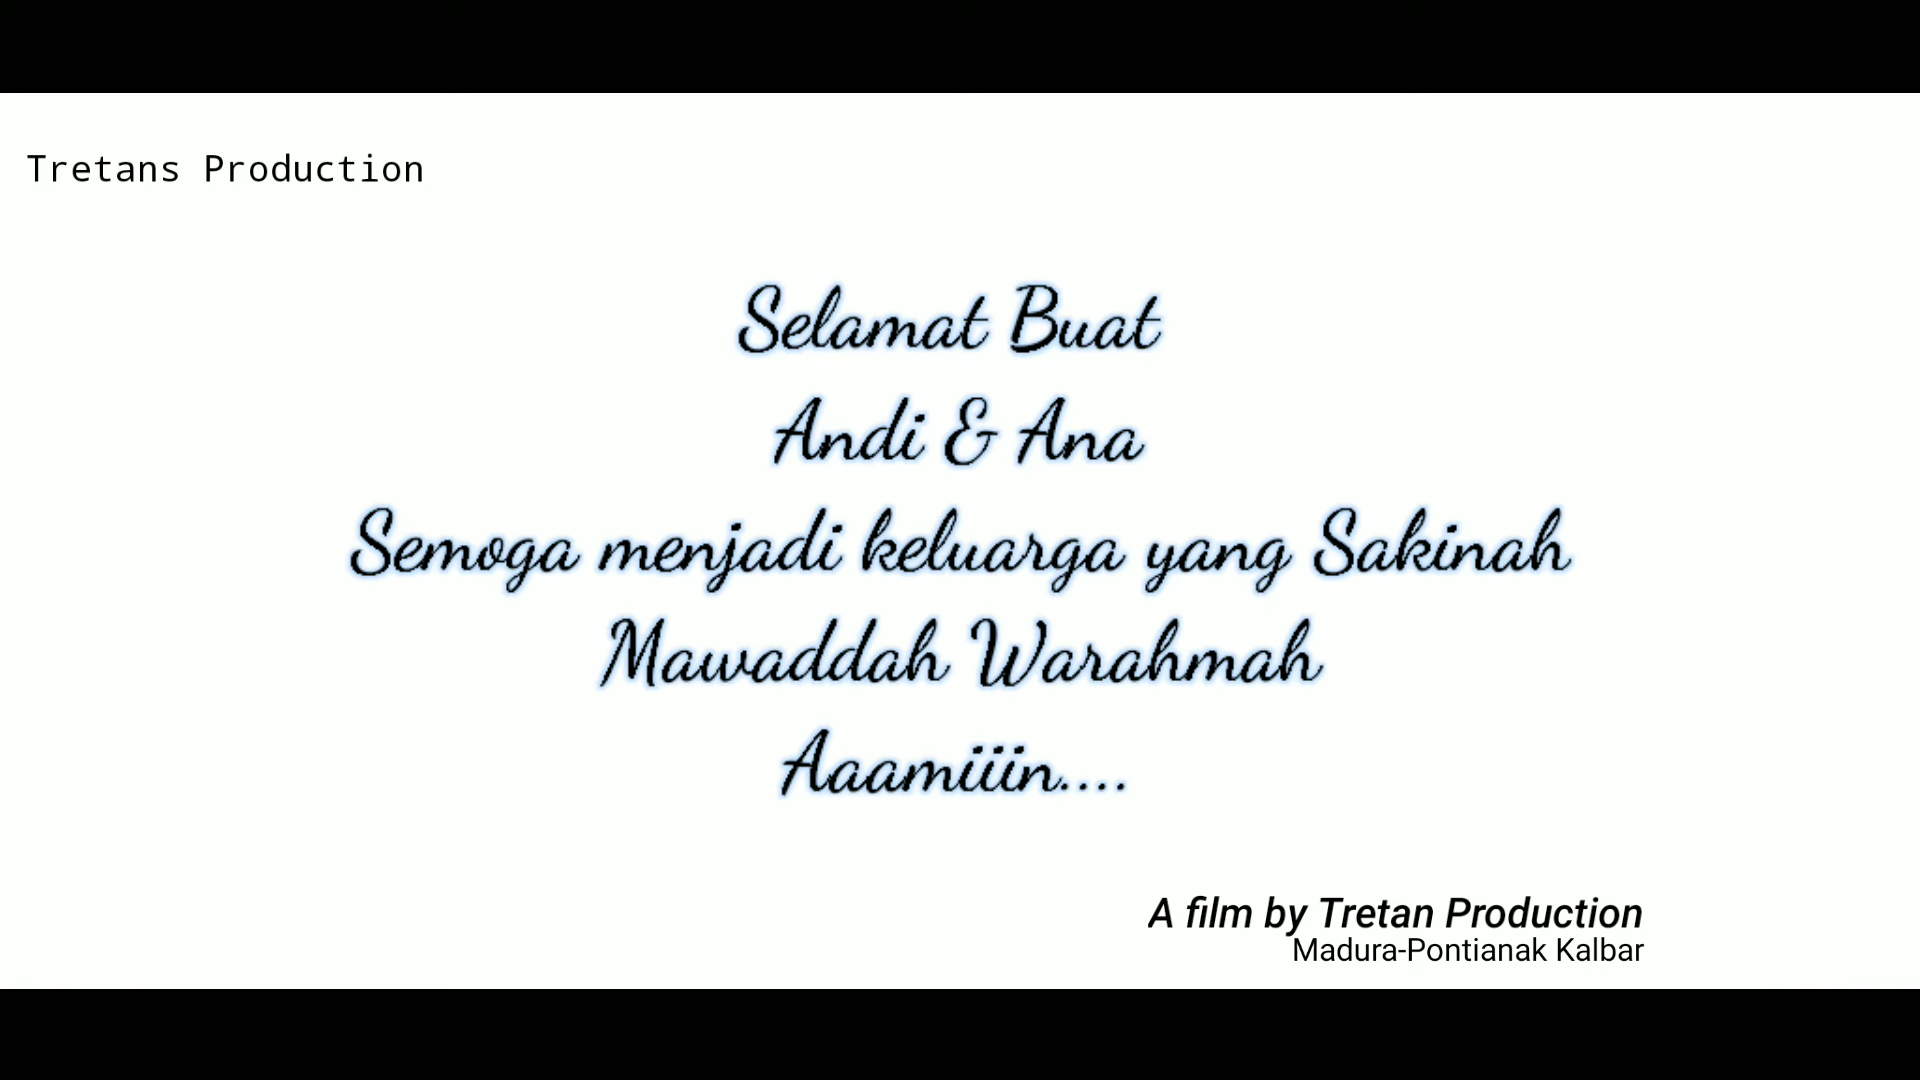 Tretans Production
Selamat Buat
Andi & Ana
Semoga menjadi keluarga yang Sakinah
Mawaddah Warahmah
Aaamiiin....
A film by Tretan Production
Madura-Pontianak Kalbar